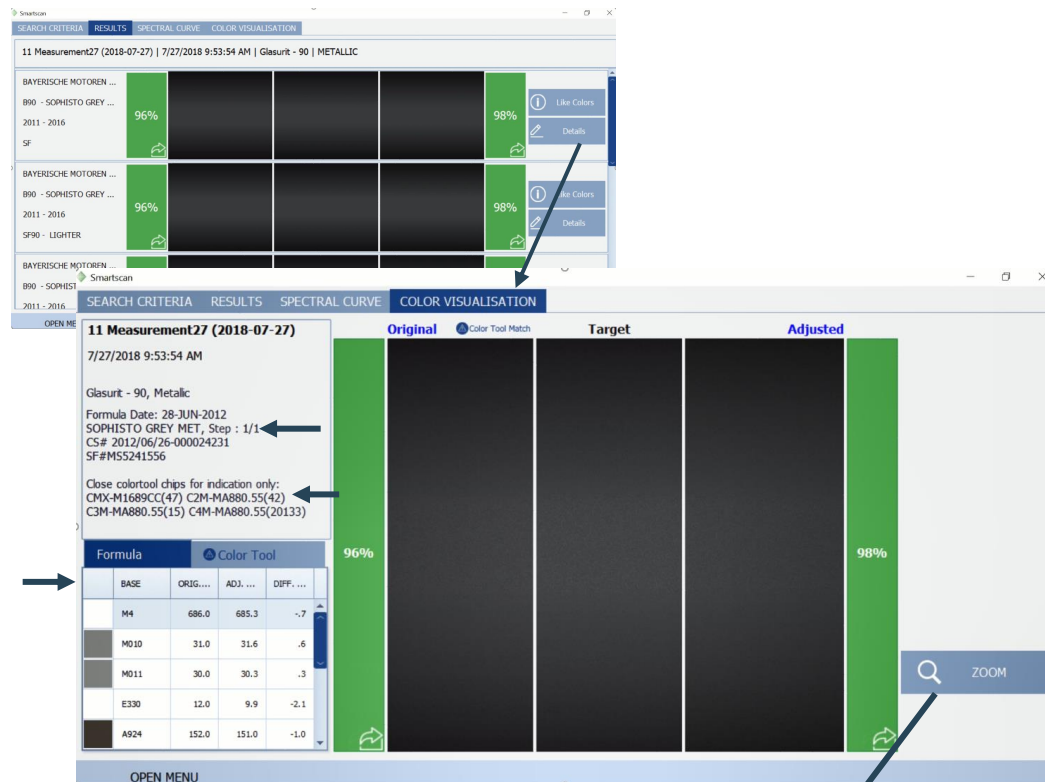 Smartscan
SEARCH CRITERIA RESULTS SPECTRAL CURVE COLOR VISUALISATION
11 Measurement27 (2018-07-27) | 7/27/2018 9:53:54 AM | Glasurit - 90 | METALLIC
BAYERISCHE MOTOREN ...
B90 - SOPHISTO GREY ...
2011 - 2016
SF
96%
98%
Like Colors
Details
BAYERISCHE MOTOREN ...
B90 - SOPHISTO GREY ...
2011 - 2016
SF90 - LIGHTER
96%
98%
Like Colors
Details
BAYERISCHE MOTOREN ...
B90 - SOPHIST
2011 - 2016
OPEN ME
Smartscan
SEARCH CRITERIA RESULTS SPECTRAL CURVE COLOR VISUALISATION
11 Measurement27 (2018-07-27)
7/27/2018 9:53:54 AM
Glasurit - 90, Metalic
Formula Date: 28-JUN-2012
SOPHISTO GREY MET, Step : 1/1
CS# 2012/06/26-000024231
SF#MS5241556
Close colortool chips for indication only:
CMX-M1689CC(47) C2M-MA880.55(42)
C3M-MA880.55(15) C4M-MA880.55(20133)
Formula Color Tool
BASE ORIG.... ADJ. ... DIFF. ...
M4 686.0 685.3 -.7
M010 31.0 31.6 .6
M011 30.0 30.3 .3
E330 12.0 9.9 -2.1
A924 152.0 151.0 -1.0
Original Color Tool Match Target Adjusted
96%
98%
ZOOM
OPEN MENU